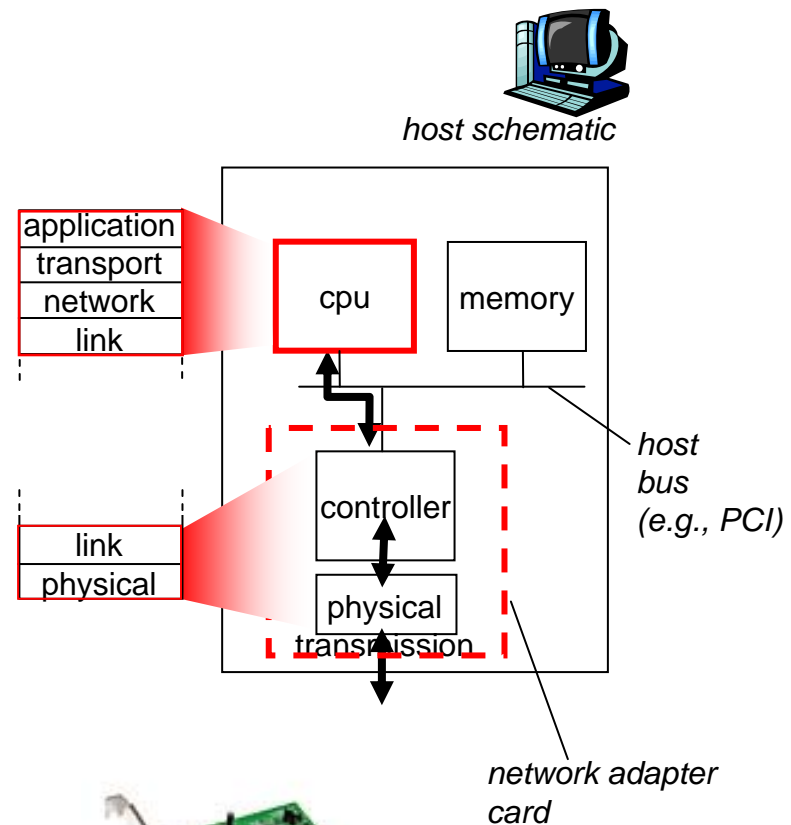 host schematic
application
transport
network
link
cpu
memory
host
bus
(e.g., PCI)
controller
link
physical
physical
transmission
network adapter
card